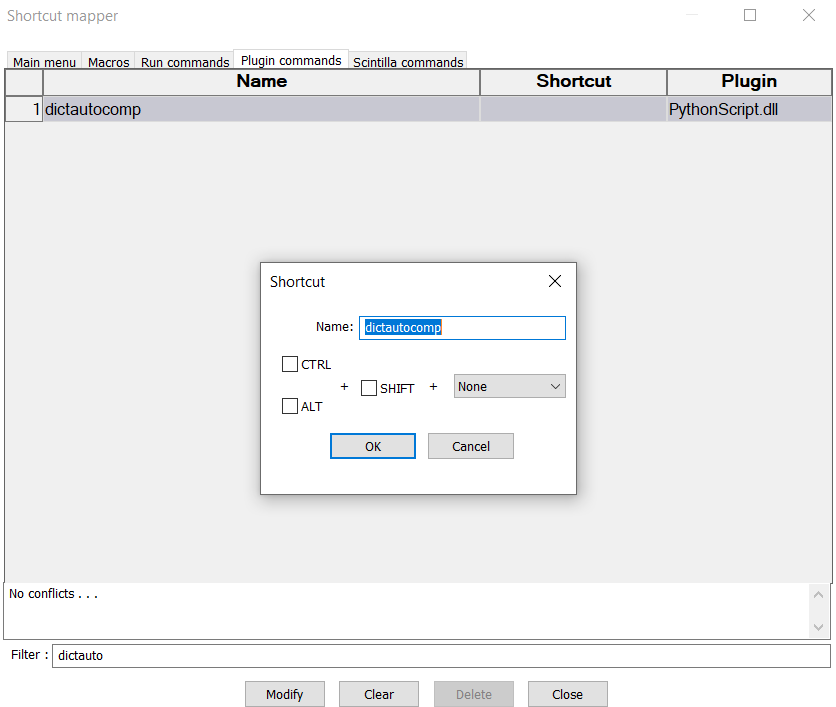 Shortcut mapper
Main menu Macros Run commands Plugin commands Scintilla commands
Name Shortcut Plugin
1 dictautocomp PythonScript.dll
Shortcut
Name: dictautocomp
CTRL
+ SHIFT + None
ALT
OK Cancel
No conflicts . . .
Filter : dictauto
Modify Clear Delete Close